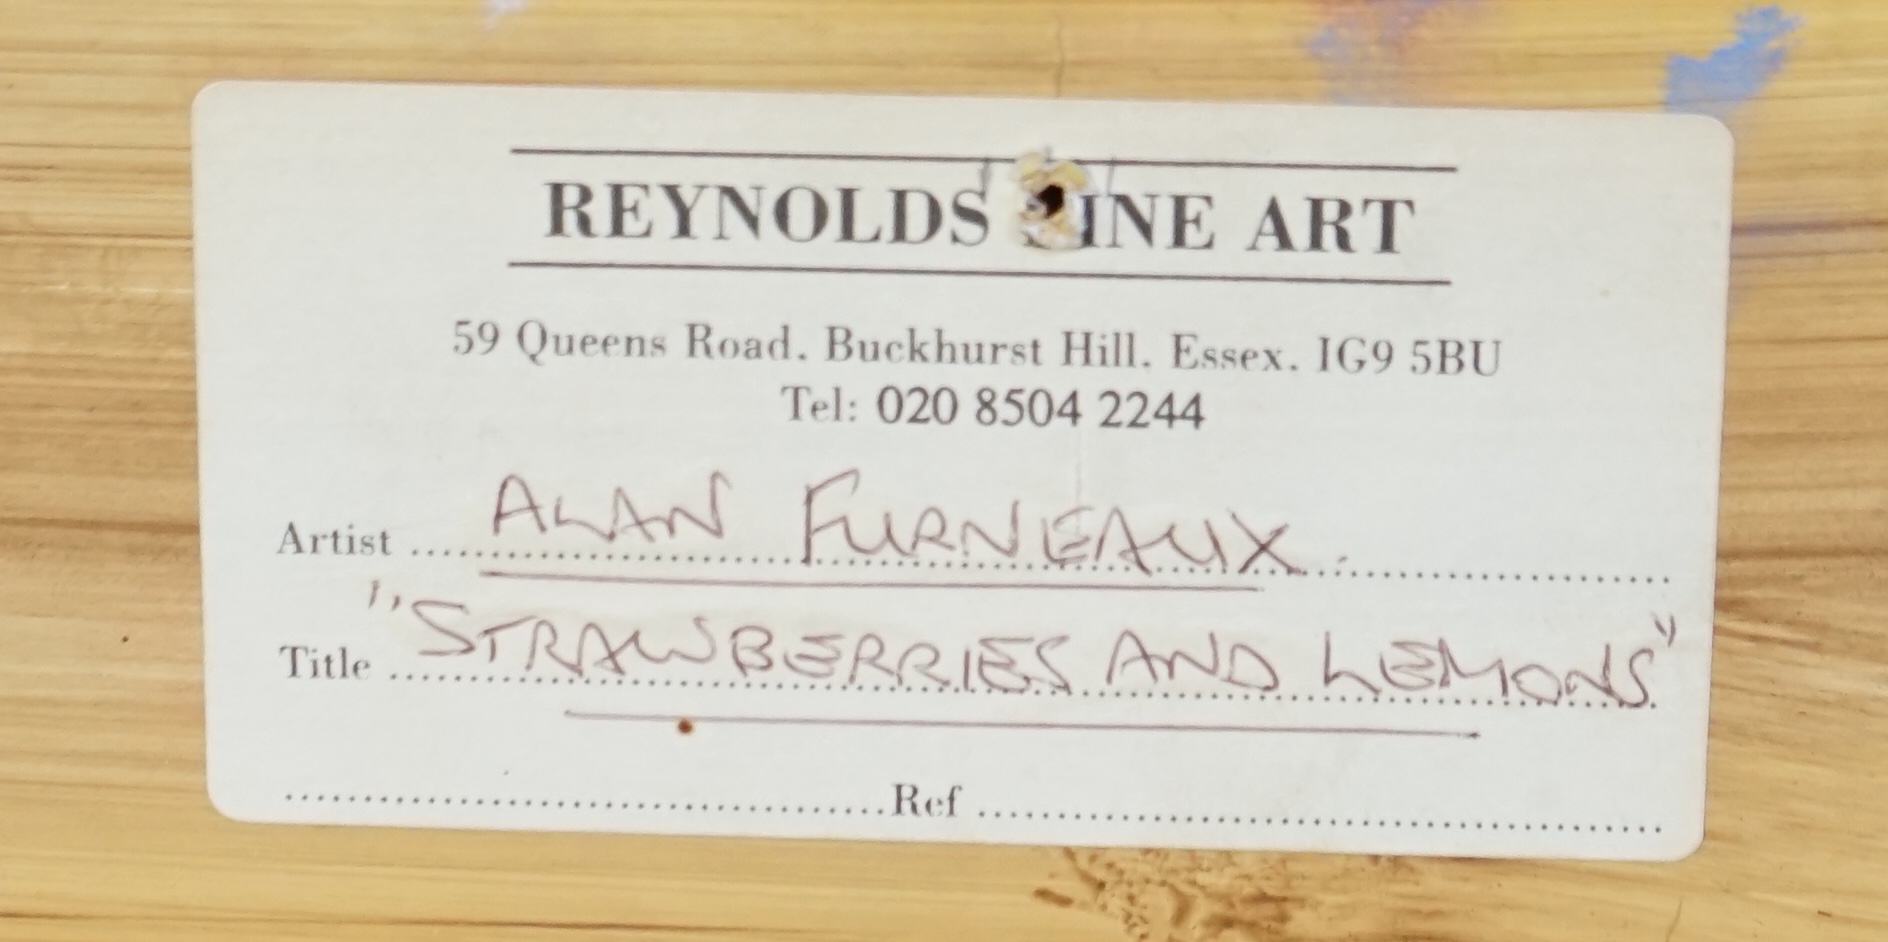 REYNOLDS FINE ART
59 Queens Road. Buckhurst Hill. Essex. IG9 5BU
Tel: 020 8504 2244
Artist ALAN FURNEAUX
Title "STRAWBERRIES AND LEMONS"
Ref